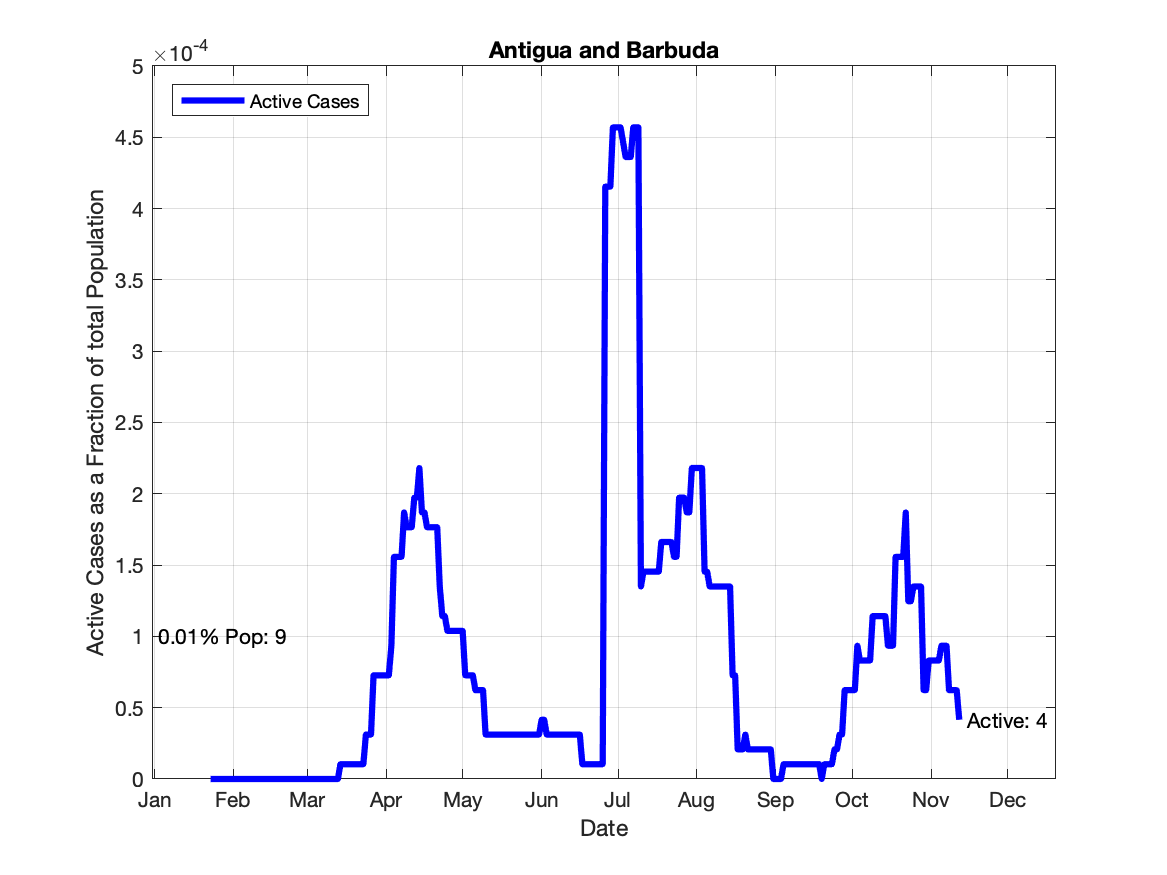 Antigua and Barbuda
×10-4
Active Cases
5
4.5
4
3.5
3
2.5
2
1.5
1
0.5
0
Active Cases as a Fraction of total Population
0.01% Pop: 9
Active: 4
Jan Feb Mar Apr May Jun Jul Aug Sep Oct Nov Dec
Date